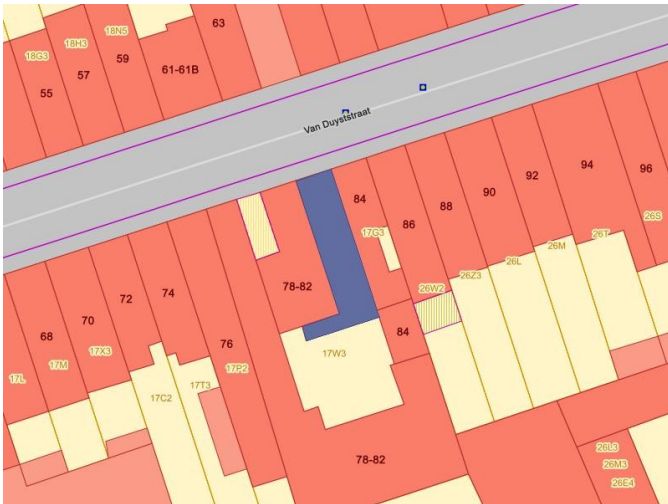 63
18N5
18H3
18G3
59
61-61B
57
55
Van Duyststraat
94
92
96
90
88
84
86
26S
17G3
26T
26M
26L
26Z3
26W2
78-82
74
72
70
68
76
84
17W3
17X3
17M
17L
17P2
17T3
17C2
78-82
26L3
26M3
26E4